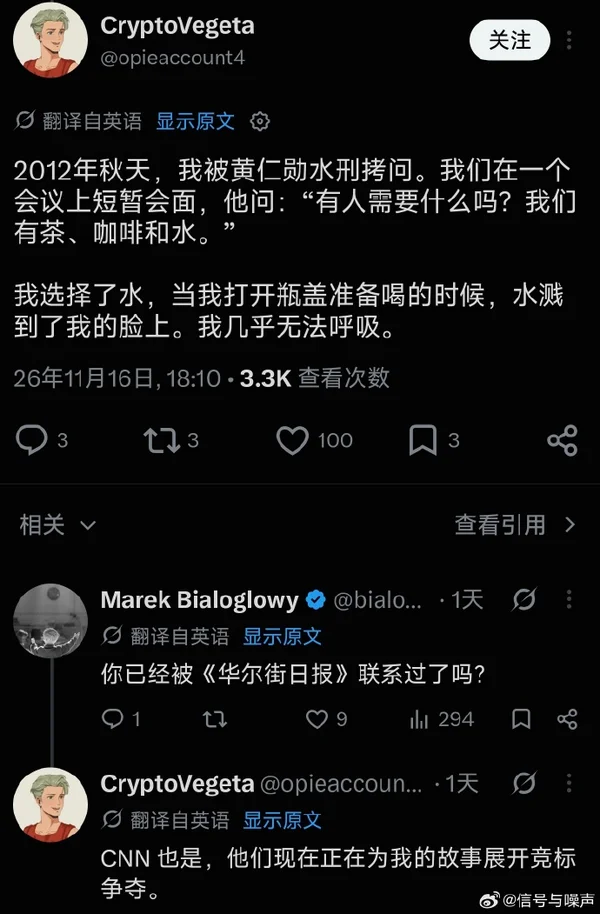 CryptoVegeta
@opieaccount4
关注
翻译自英语 显示原文
2012年秋天，我被黄仁勋水刑拷问。我们在一个
会议上短暂会面，他问：“有人需要什么吗？我们
有茶、咖啡和水。”
我选择了水，当我打开瓶盖准备喝的时候，水溅
到了我的脸上。我几乎无法呼吸。
26年11月16日, 18:10 · 3.3K 查看次数
3 3 100 3
相关 查看引用
Marek Bialoglowy @bialo... · 1天
翻译自英语 显示原文
你已经被《华尔街日报》联系过了吗？
1 9 294
CryptoVegeta @opieaccoun... · 1天
翻译自英语 显示原文
CNN 也是，他们现在正在为我的故事展开竞标
争夺。
@信号与噪声